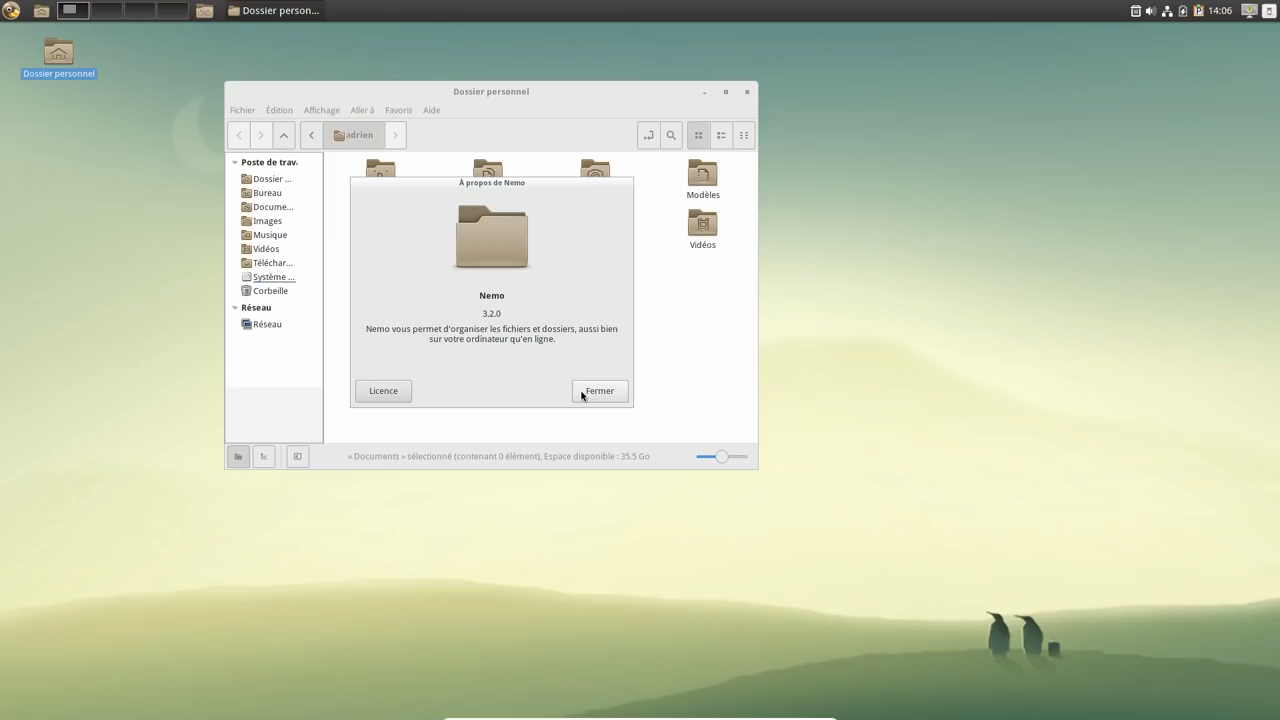 Dossier person...
14:06
Dossier personnel
Dossier personnel
Fichier Édition Affichage Aller à Favoris Aide
adrien
Poste de trav
Dossier ...
Bureau
Docume...
Images
Musique
Vidéos
Téléchar...
Système ...
Corbeille
Réseau
Réseau
Modèles
Vidéos
À propos de Nemo
Nemo
3.2.0
Nemo vous permet d'organiser les fichiers et dossiers, aussi bien
sur votre ordinateur qu'en ligne.
Licence
Fermer
« Documents » sélectionné (contenant 0 élément), Espace disponible : 35.5 Go